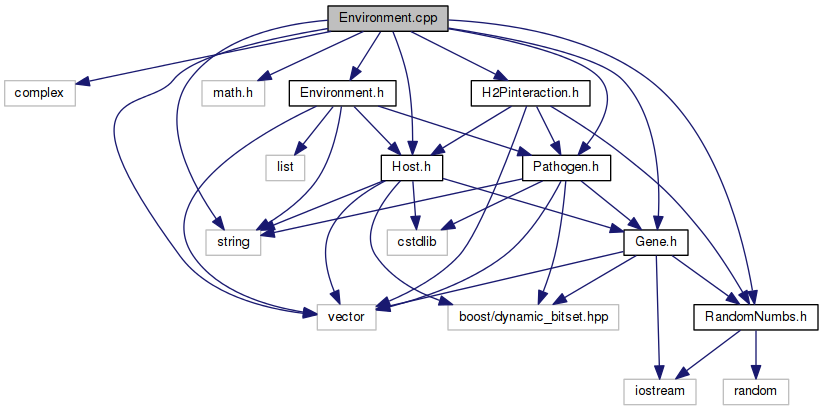 Environment.cpp
complex
math.h
Environment.h
H2Pinteraction.h
list
Host.h
Pathogen.h
string
cstdlib
Gene.h
vector
boost/dynamic_bitset.hpp
RandomNumbs.h
iostream
random